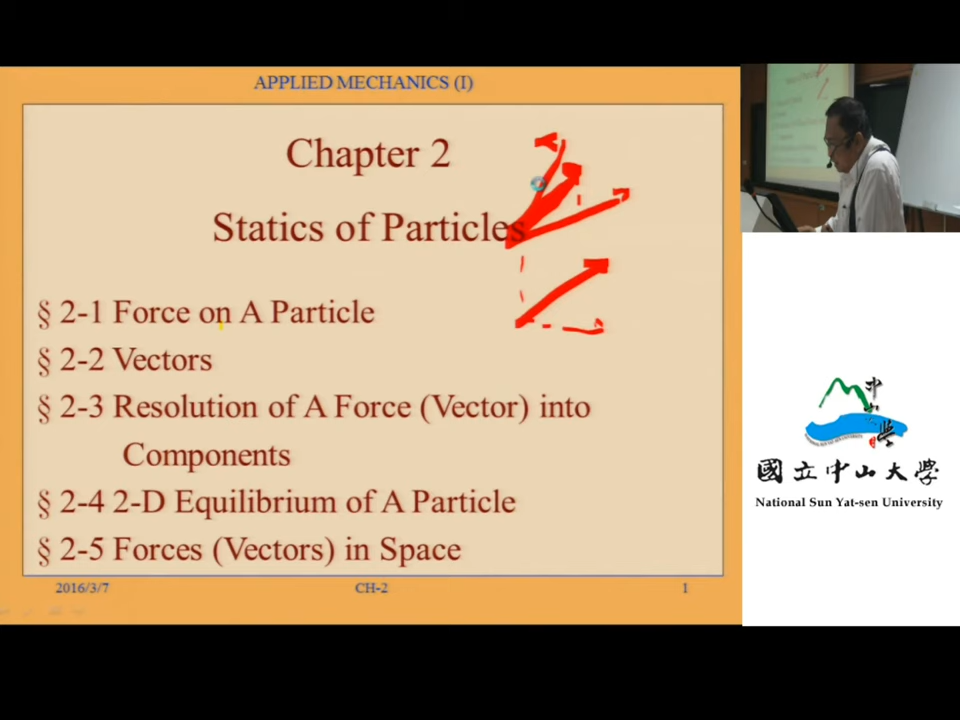 APPLIED MECHANICS (I)
Chapter 2
Statics of Particles
§ 2-1 Force on A Particle
§ 2-2 Vectors
§ 2-3 Resolution of A Force (Vector) into
Components
§ 2-4 2-D Equilibrium of A Particle
§ 2-5 Forces (Vectors) in Space
2016/3/7
CH-2
1
國立中山大學
National Sun Yat-sen University